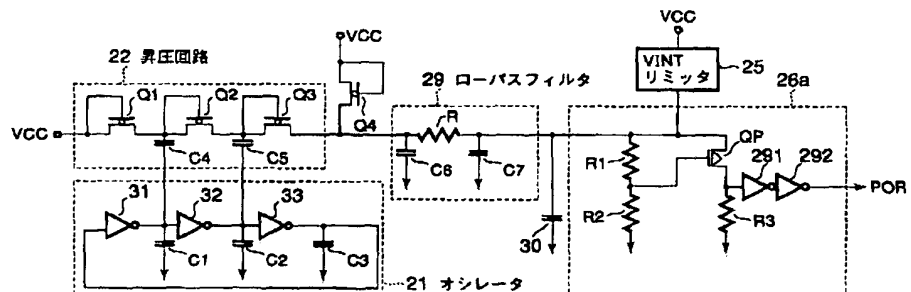 22 昇圧回路
VCC
VCC
25
VINT
リミッタ
29 ローパスフィルタ
26a
Q1
Q2
Q3
Q4
R
VCC
C4
C5
C6
C7
R1
QP
291
292
POR
R2
R3
30
31
32
33
C1
C2
C3
21 オシレータ